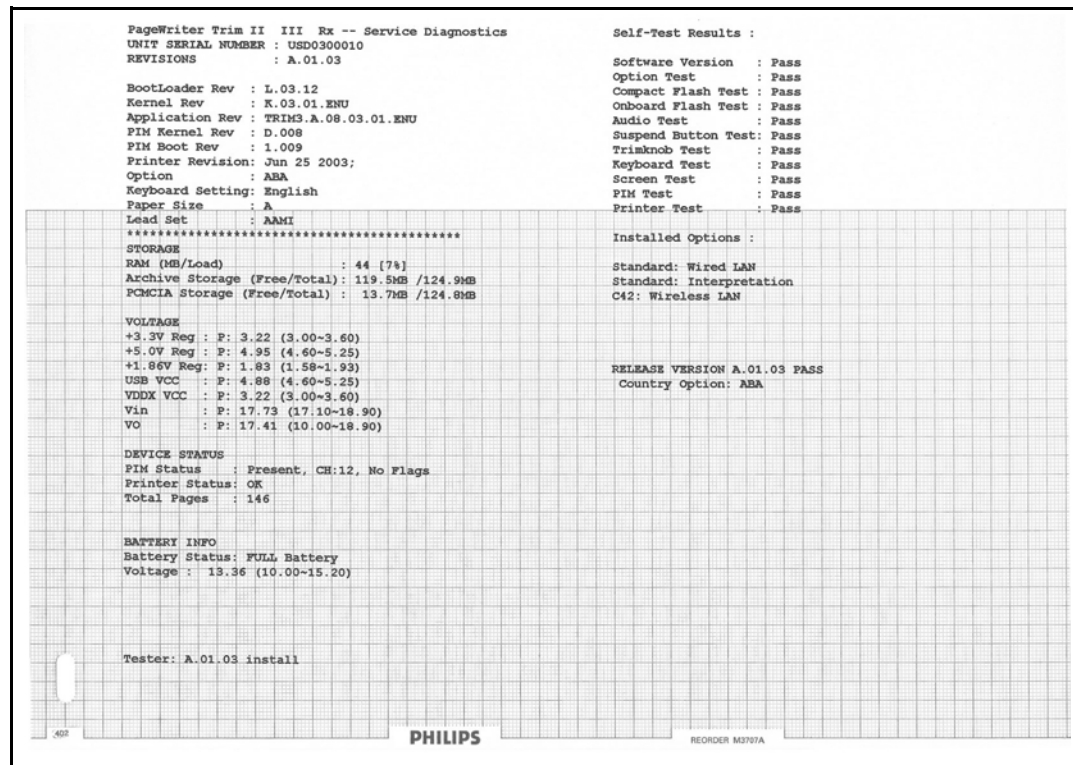 PageWriter Trim II III Rx -- Service Diagnostics
UNIT SERIAL NUMBER : USD0300010
REVISIONS : A.01.03
BootLoader Rev : L.03.12
Kernel Rev : K.03.01.ENU
Application Rev : TRIM3.A.08.03.01.ENU
PIM Kernel Rev : D.008
PIM Boot Rev : 1.009
Printer Revision: Jun 25 2003;
Option : ABA
Keyboard Setting: English
Paper Size : A
Lead Set : AAMI
********************************************
STORAGE
RAM (MB/Load) : 44 [7%]
Archive Storage (Free/Total): 119.5MB /124.9MB
PCMCIA Storage (Free/Total) : 13.7MB /124.8MB
VOLTAGE
+3.3V Reg : P: 3.22 (3.00~3.60)
+5.0V Reg : P: 4.95 (4.60~5.25)
+1.86V Reg: P: 1.83 (1.58~1.93)
USB VCC : P: 4.88 (4.60~5.25)
VDDX VCC : P: 3.22 (3.00~3.60)
Vin : P: 17.73 (17.10~18.90)
VO : P: 17.41 (10.00~18.90)
DEVICE STATUS
PIM Status : Present, CH:12, No Flags
Printer Status: OK
Total Pages : 146
BATTERY INFO
Battery Status: FULL Battery
Voltage : 13.36 (10.00~15.20)
Tester: A.01.03 install
Self-Test Results :
Software Version : Pass
Option Test : Pass
Compact Flash Test : Pass
Onboard Flash Test : Pass
Audio Test : Pass
Suspend Button Test: Pass
Trimknob Test : Pass
Keyboard Test : Pass
Screen Test : Pass
PIM Test : Pass
Printer Test : Pass
Installed Options :
Standard: Wired LAN
Standard: Interpretation
C42: Wireless LAN
RELEASE VERSION A.01.03 PASS
Country Option: ABA
402
PHILIPS
REORDER M3707A